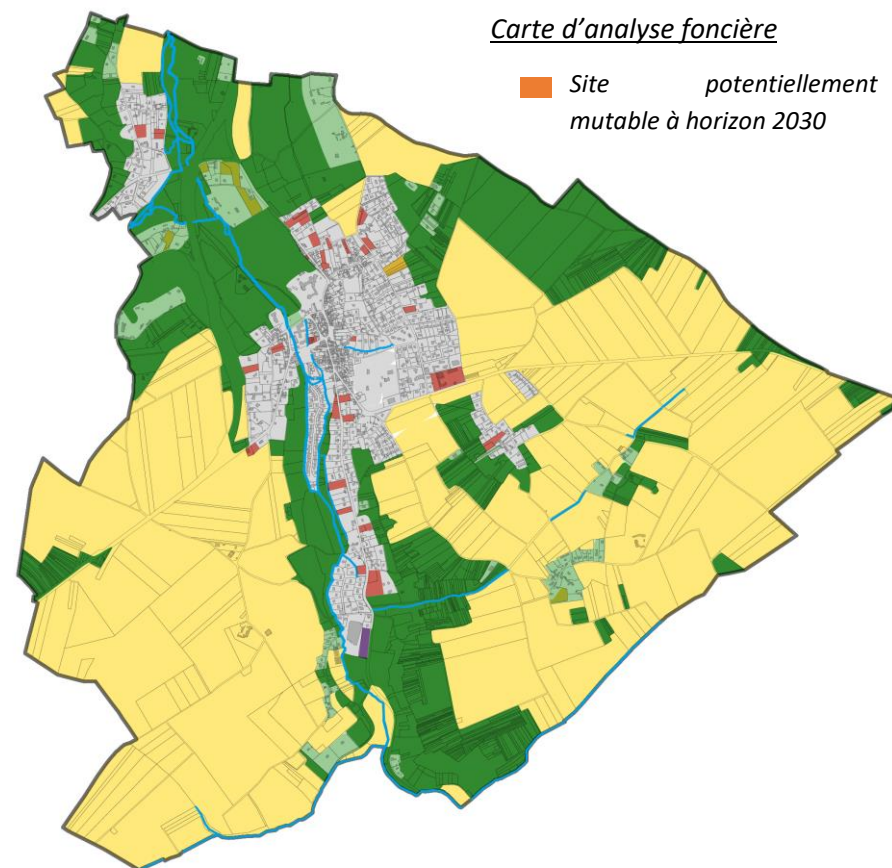 Carte d’analyse foncière
Site potentiellement
mutable à horizon 2030